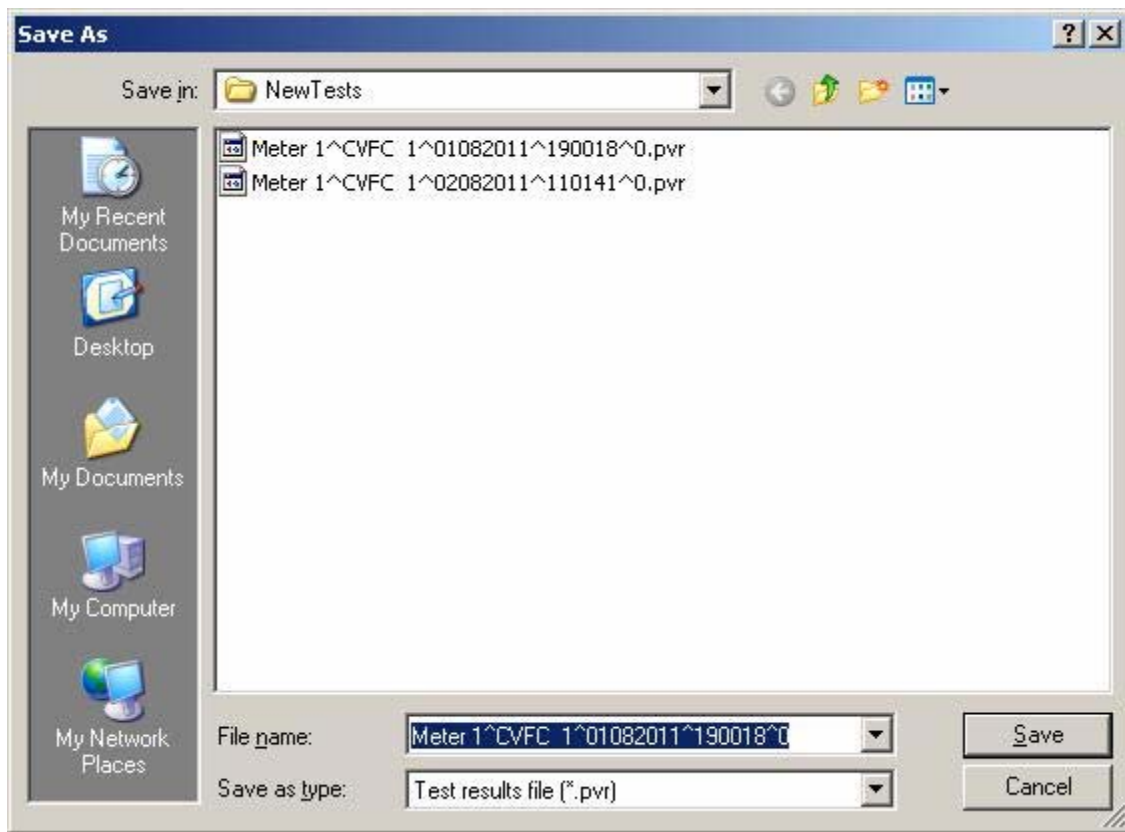 Save As
Save in: NewTests
Meter 1^CVFC 1^01082011^190018^0.pvr
Meter 1^CVFC 1^02082011^110141^0.pvr
My Recent
Documents
Desktop
My Documents
My Computer
My Network
Places
File name: Meter 1^CVFC 1^01082011^190018^0
Save
Save as type: Test results file (*.pvr)
Cancel